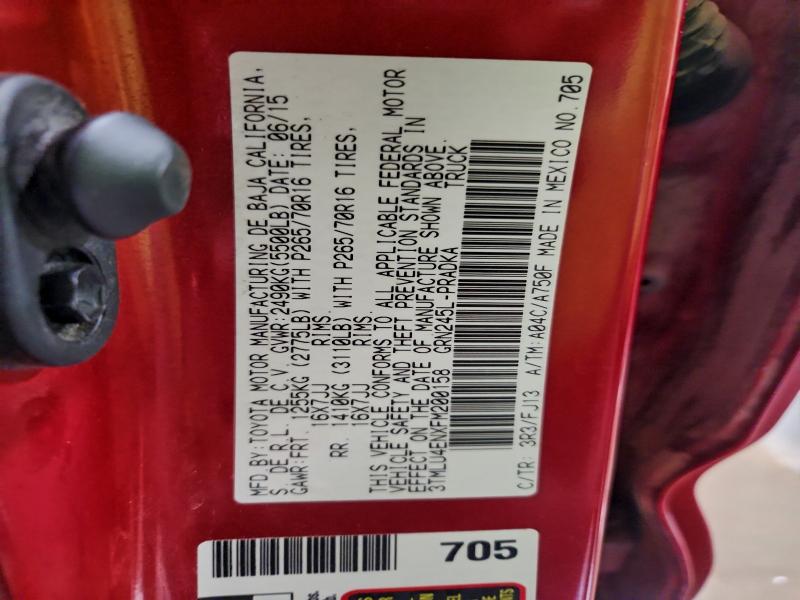 MFD BY:TOYOTA MOTOR MANUFACTURING DE BAJA CALIFORNIA,
S. DE R.L. DE C.V. GVWR:2490KG(5500LB) DATE: 06/15
GAWR:FRT. 1255KG (2775LB) WITH P265/70R16 TIRES,
16X7JJ RIMS
RR. 1410KG (3110LB) WITH P265/70R16 TIRES,
16X7JJ RIMS
THIS VEHICLE CONFORMS TO ALL APPLICABLE FEDERAL MOTOR
VEHICLE SAFETY AND THEFT PREVENTION STANDARDS IN
EFFECT ON THE DATE OF MANUFACTURE SHOWN ABOVE.
3TMLU4ENXFM200158 GRN245L-PRADKA TRUCK
C/TR: 3R3/FJ13 A/TM:A04C/A750F MADE IN MEXICO NO.705
705